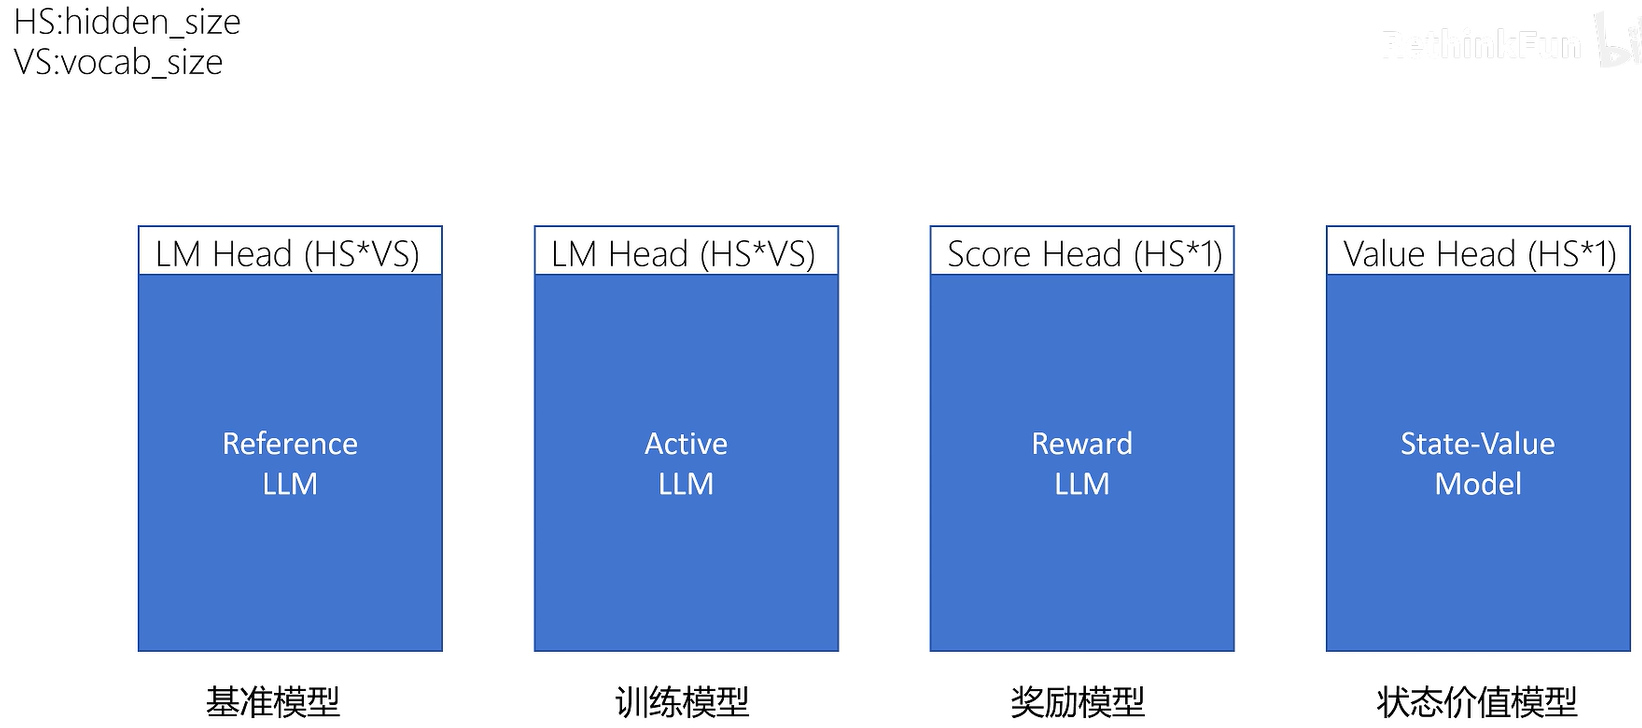 HS:hidden_size
VS:vocab_size
RethinkFun
LM Head (HS*VS)
LM Head (HS*VS)
Score Head (HS*1)
Value Head (HS*1)
Reference
LLM
Active
LLM
Reward
LLM
State-Value
Model
基准模型
训练模型
奖励模型
状态价值模型